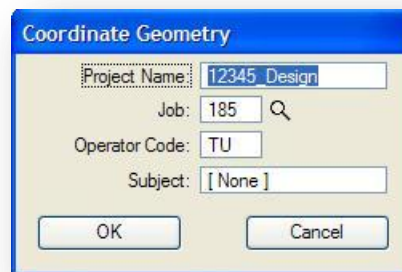 Coordinate Geometry
Project Name: 12345_Design
Job: 185
Operator Code: TU
Subject: [ None ]
OK Cancel